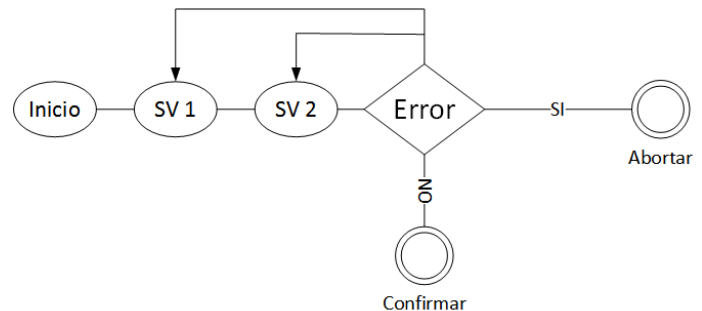 Inicio
SV 1
SV 2
Error
SI
Abortar
NO
Confirmar